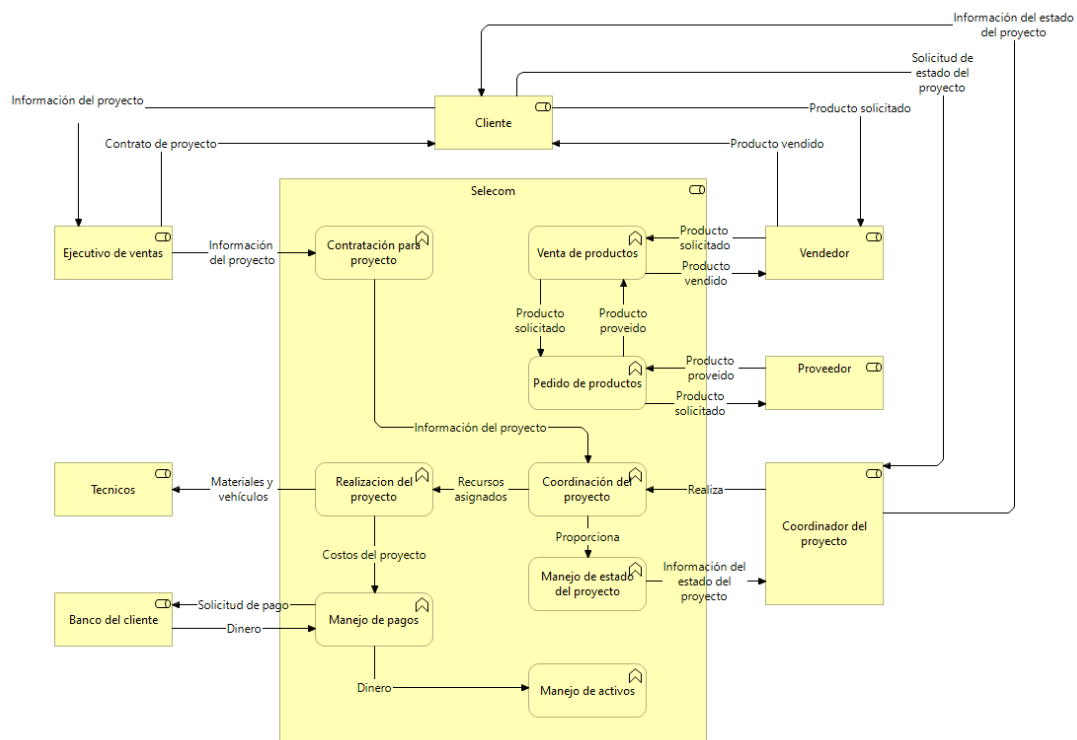 Información del estado
del proyecto
Solicitud de
estado del
proyecto
Información del proyecto
Producto solicitado
Cliente
Contrato de proyecto
Producto vendido
Selecom
Ejecutivo de ventas
Información
del proyecto
Contratación para
proyecto
Venta de productos
Producto
solicitado
Producto
vendido
Vendedor
Producto
solicitado
Producto
proveido
Pedido de productos
Producto
proveido
Producto
solicitado
Proveedor
Información del proyecto
Tecnicos
Materiales y
vehículos
Realizacion del
proyecto
Recursos
asignados
Coordinación del
proyecto
Realiza
Coordinador del
proyecto
Costos del proyecto
Proporciona
Manejo de estado
del proyecto
Información del
estado del
proyecto
Banco del cliente
Solicitud de pago
Dinero
Manejo de pagos
Dinero
Manejo de activos